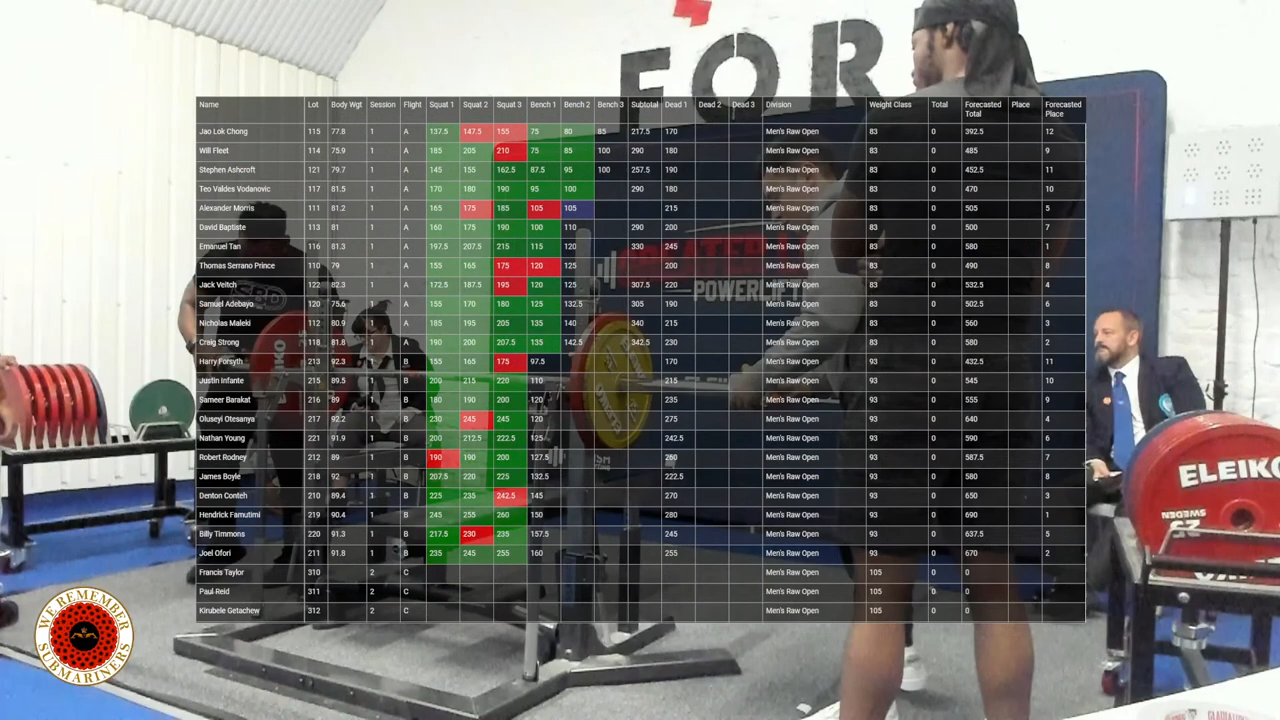 FOR
Name Lot Body Wgt Session Flight Squat 1 Squat 2 Squat 3 Bench 1 Bench 2 Bench 3 Subtotal Dead 1 Dead 2 Dead 3 Division Weight Class Total Forecasted Total Place Forecasted Place
Jao Lok Chong 115 77.8 1 A 137.5 147.5 155 75 80 85 217.5 170 Men's Raw Open 83 0 392.5 12
Will Fleet 114 75.9 1 A 185 205 210 75 85 100 290 180 Men's Raw Open 83 0 485 9
Stephen Ashcroft 121 79.7 1 A 145 155 162.5 87.5 95 100 257.5 190 Men's Raw Open 83 0 452.5 11
Teo Valdes Vodanovic 117 81.5 1 A 170 180 190 95 100 290 180 Men's Raw Open 83 0 470 10
Alexander Morris 111 81.2 1 A 165 175 185 105 105 215 Men's Raw Open 83 0 505 5
David Baptiste 113 81 1 A 160 175 190 100 110 290 200 Men's Raw Open 83 0 500 7
Emanuel Tan 116 81.3 1 A 197.5 207.5 215 115 120 330 245 Men's Raw Open 83 0 580 1
Thomas Serrano Prince 110 79 1 A 155 165 175 120 125 200 Men's Raw Open 83 0 490 8
Jack Veitch 122 82.3 1 A 172.5 187.5 195 120 125 307.5 220 Men's Raw Open 83 0 532.5 4
Samuel Adebayo 120 75.6 1 A 155 170 180 125 132.5 305 190 Men's Raw Open 83 0 502.5 6
Nicholas Maleki 112 80.9 1 A 185 195 205 135 140 340 215 Men's Raw Open 83 0 560 3
Craig Strong 118 81.8 1 A 190 200 207.5 135 142.5 342.5 230 Men's Raw Open 83 0 580 2
Harry Forsyth 213 92.3 1 B 155 165 175 97.5 170 Men's Raw Open 93 0 432.5 11
Justin Infante 215 89.5 1 B 200 215 220 110 215 Men's Raw Open 93 0 545 10
Sameer Barakat 216 89 1 B 180 190 200 120 235 Men's Raw Open 93 0 555 9
Oluseyi Otesanya 217 92.2 1 B 230 245 245 120 275 Men's Raw Open 93 0 640 4
Nathan Young 221 91.9 1 B 200 212.5 222.5 125 242.5 Men's Raw Open 93 0 590 6
Robert Rodney 212 89 1 B 190 190 200 127.5 260 Men's Raw Open 93 0 587.5 7
James Boyle 218 92 1 B 207.5 220 225 132.5 222.5 Men's Raw Open 93 0 580 8
Denton Conteh 210 89.4 1 B 225 235 242.5 145 270 Men's Raw Open 93 0 650 3
Hendrick Famutimi 219 90.4 1 B 245 255 260 150 280 Men's Raw Open 93 0 690 1
Billy Timmons 220 91.3 1 B 217.5 230 235 157.5 245 Men's Raw Open 93 0 637.5 5
Joel Ofori 211 91.8 1 B 235 245 255 160 255 Men's Raw Open 93 0 670 2
Francis Taylor 310 2 C Men's Raw Open 105 0 0
Paul Reid 311 2 C Men's Raw Open 105 0 0
Kirubele Getachew 312 2 C Men's Raw Open 105 0 0
SBD
ELEIKO
POWERLIFT
ELEIKO
SWEDEN
25
WE REMEMBER
SUBMARINERS